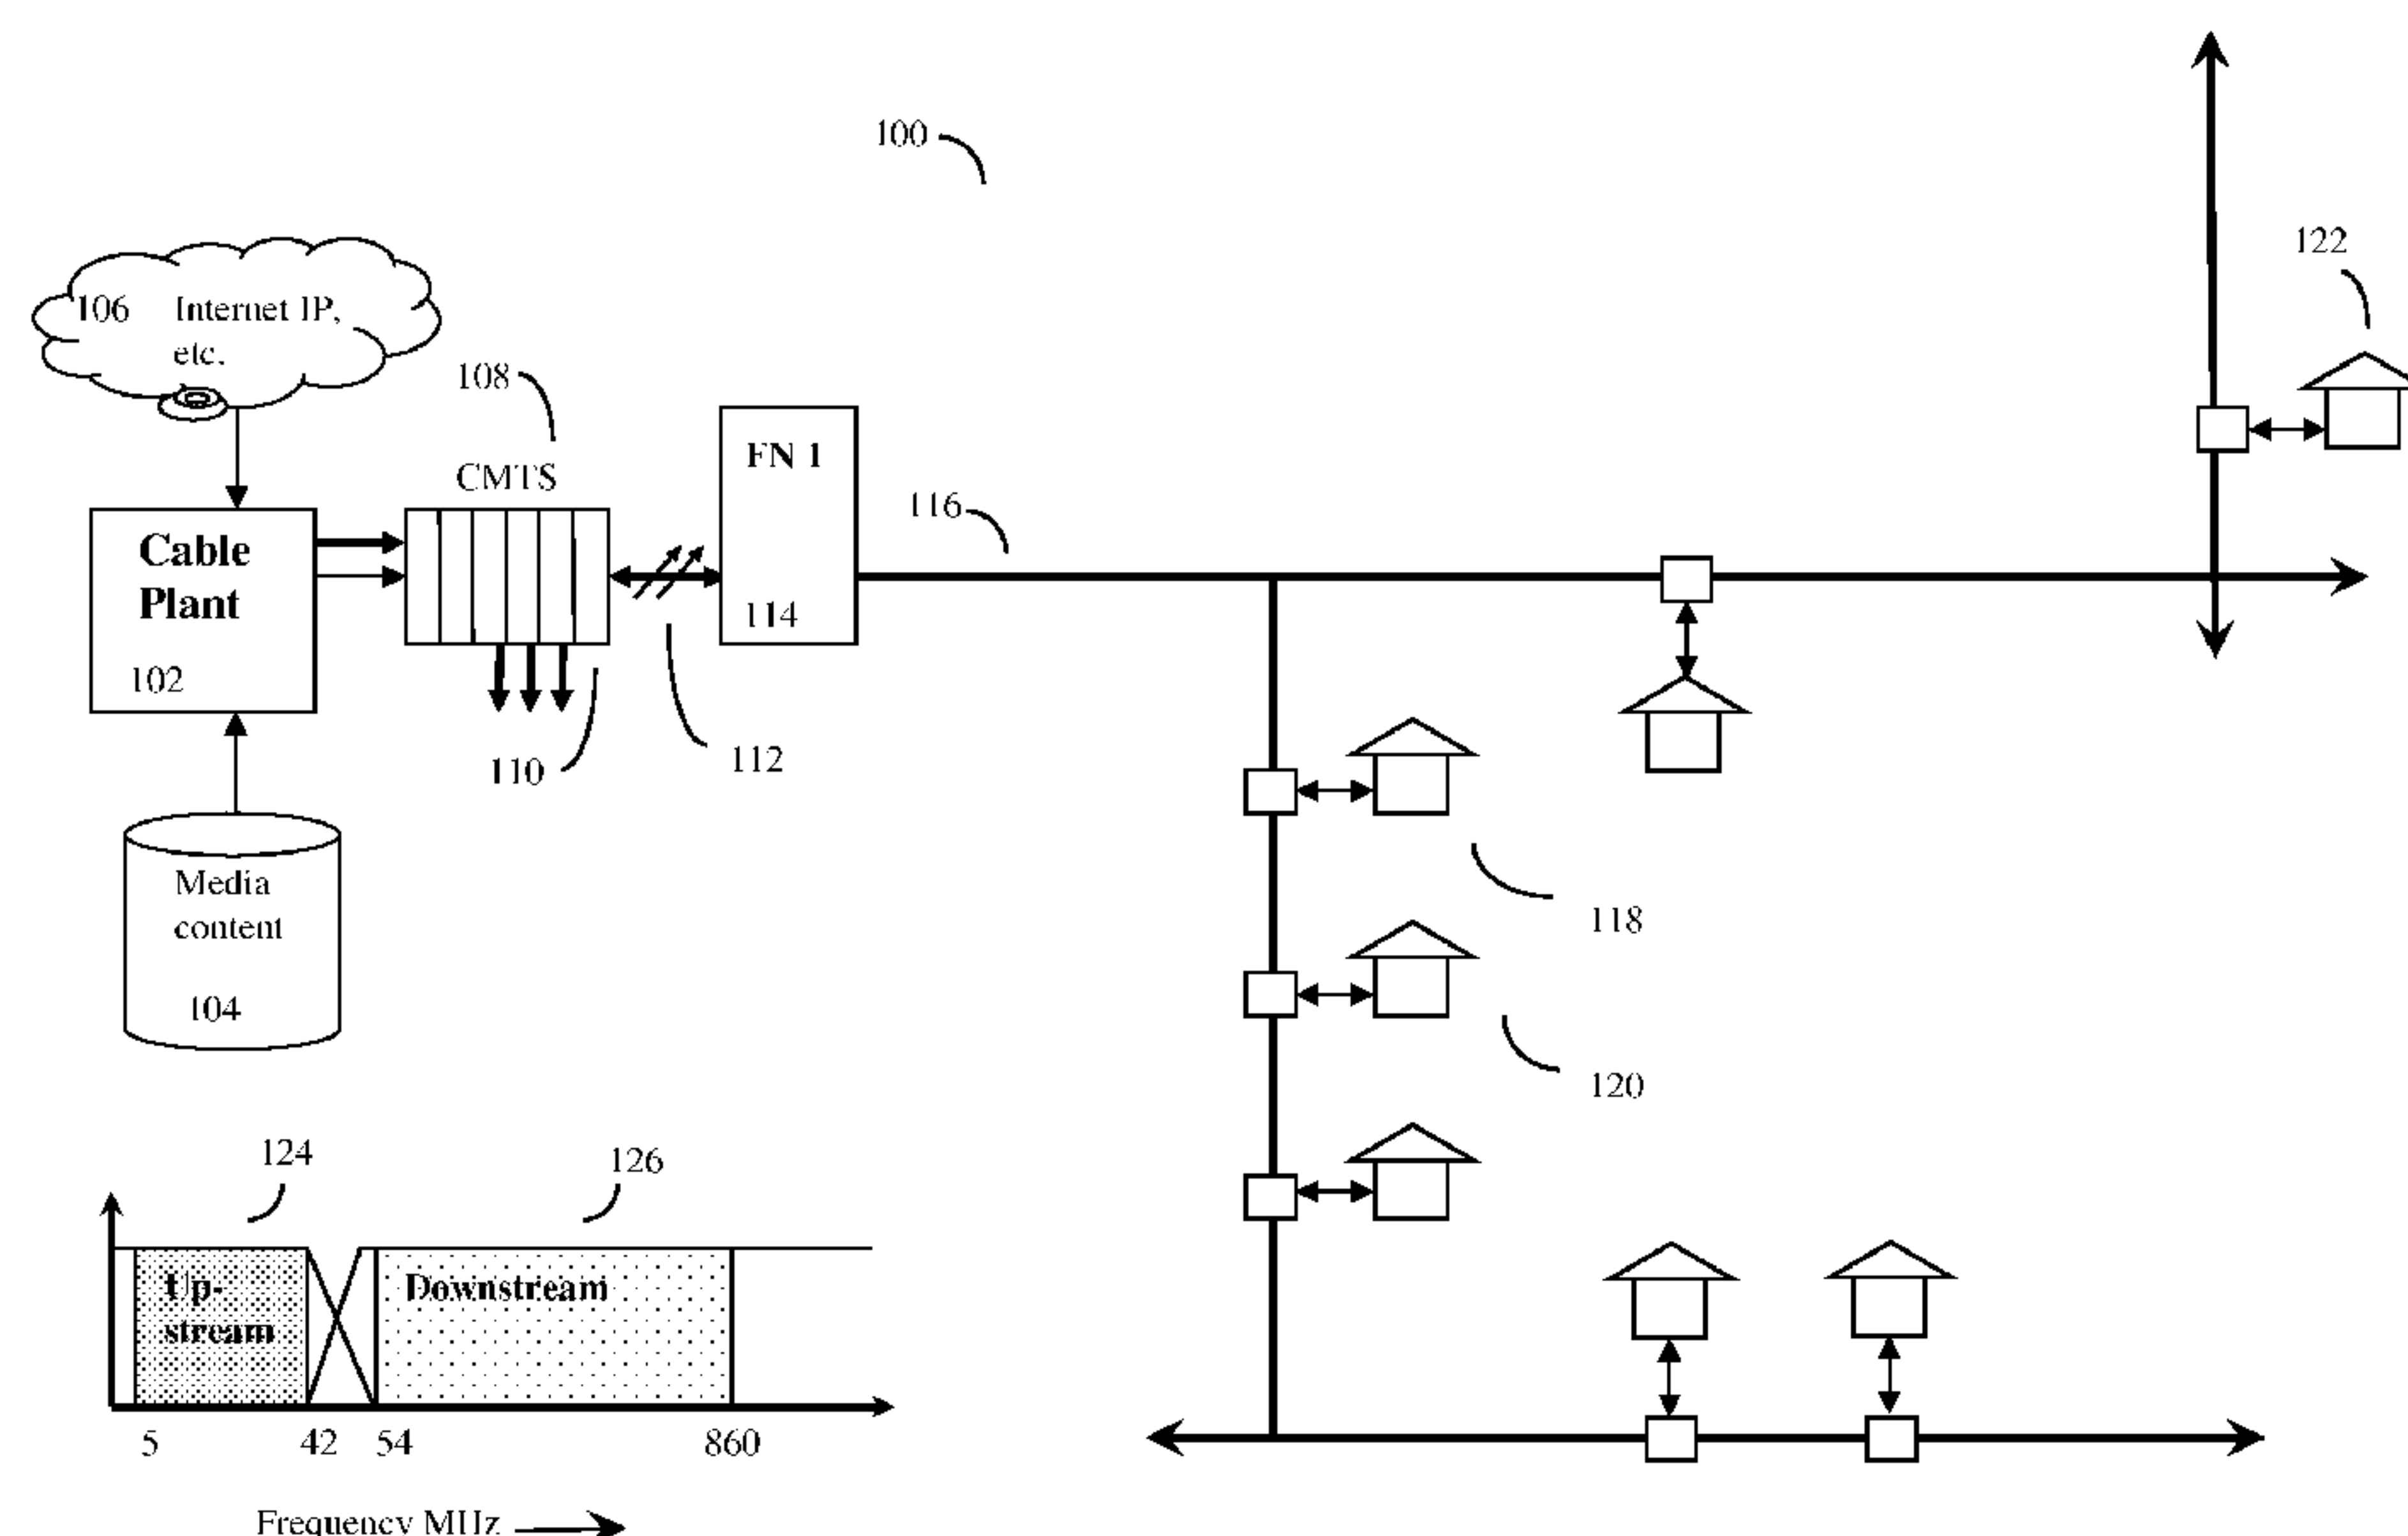 100
122
106 Internet IP,
etc.
108
CMTS
FN 1
116
Cable
Plant
114
102
110
112
Media
content
118
104
120
124
126
Up-
stream
Downstream
5 42 54 860
Frequency MHz